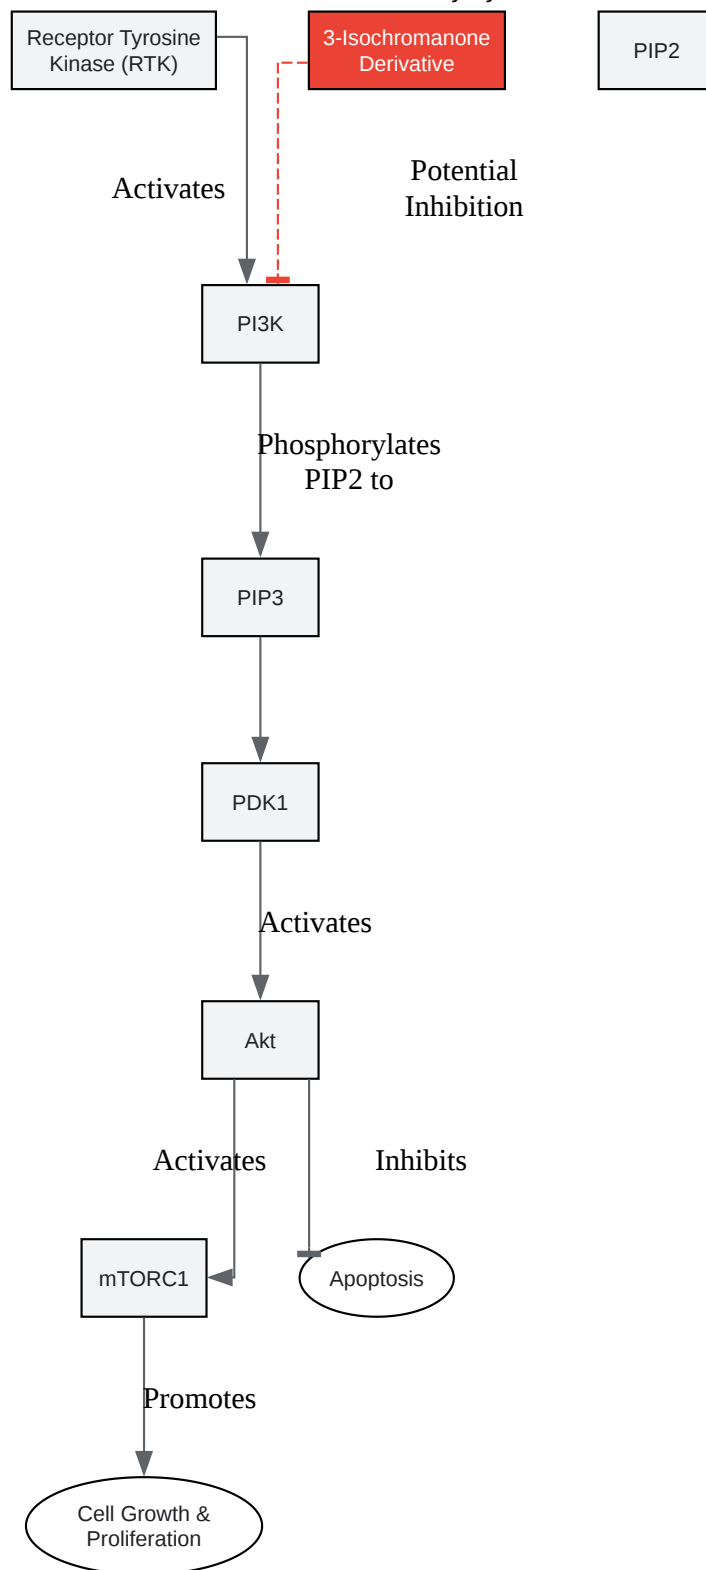 Receptor Tyrosine
Kinase (RTK)
3-Isochromanone
Derivative
PIP2
Activates
Potential
Inhibition
PI3K
Phosphorylates
PIP2 to
PIP3
PDK1
Activates
Akt
Activates
Inhibits
mTORC1
Apoptosis
Promotes
Cell Growth &
Proliferation